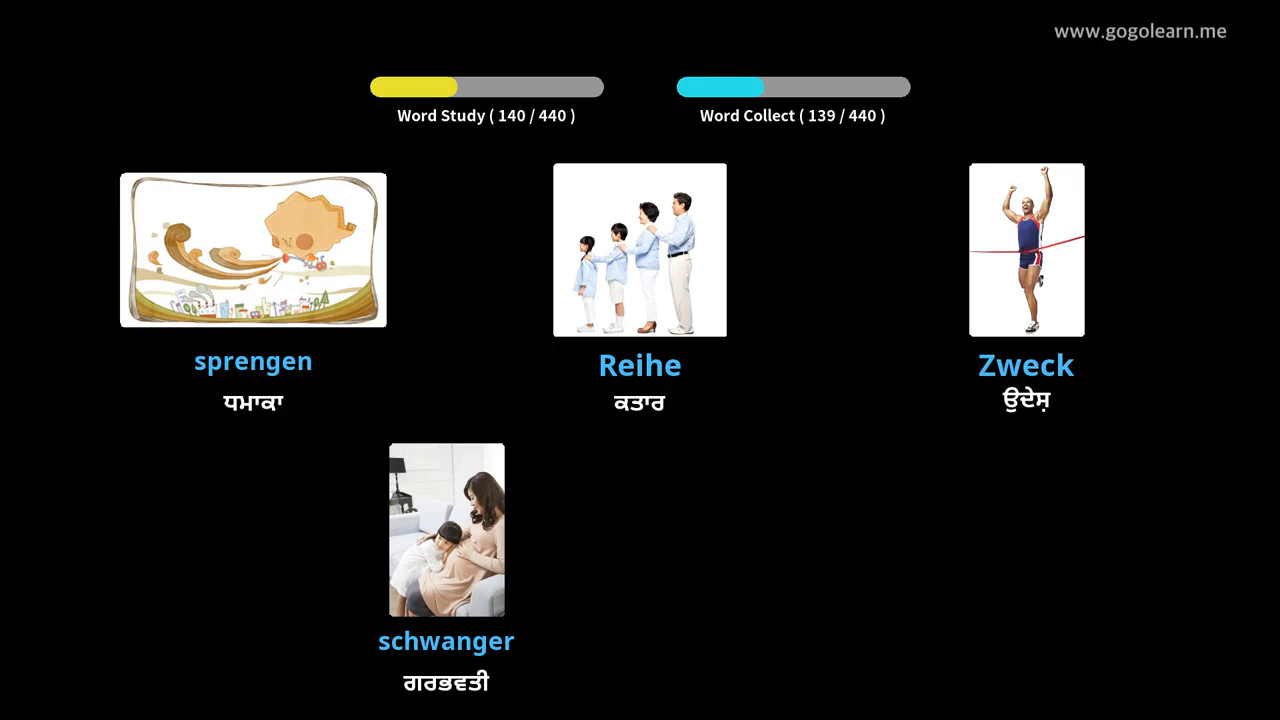 www.gogolearn.me
Word Study ( 140 / 440 )
Word Collect ( 139 / 440 )
sprengen
ਧਮਾਕਾ
Reihe
ਕਤਾਰ
Zweck
ਉਦੇਸ਼
schwanger
ਗਰਭਵਤੀ